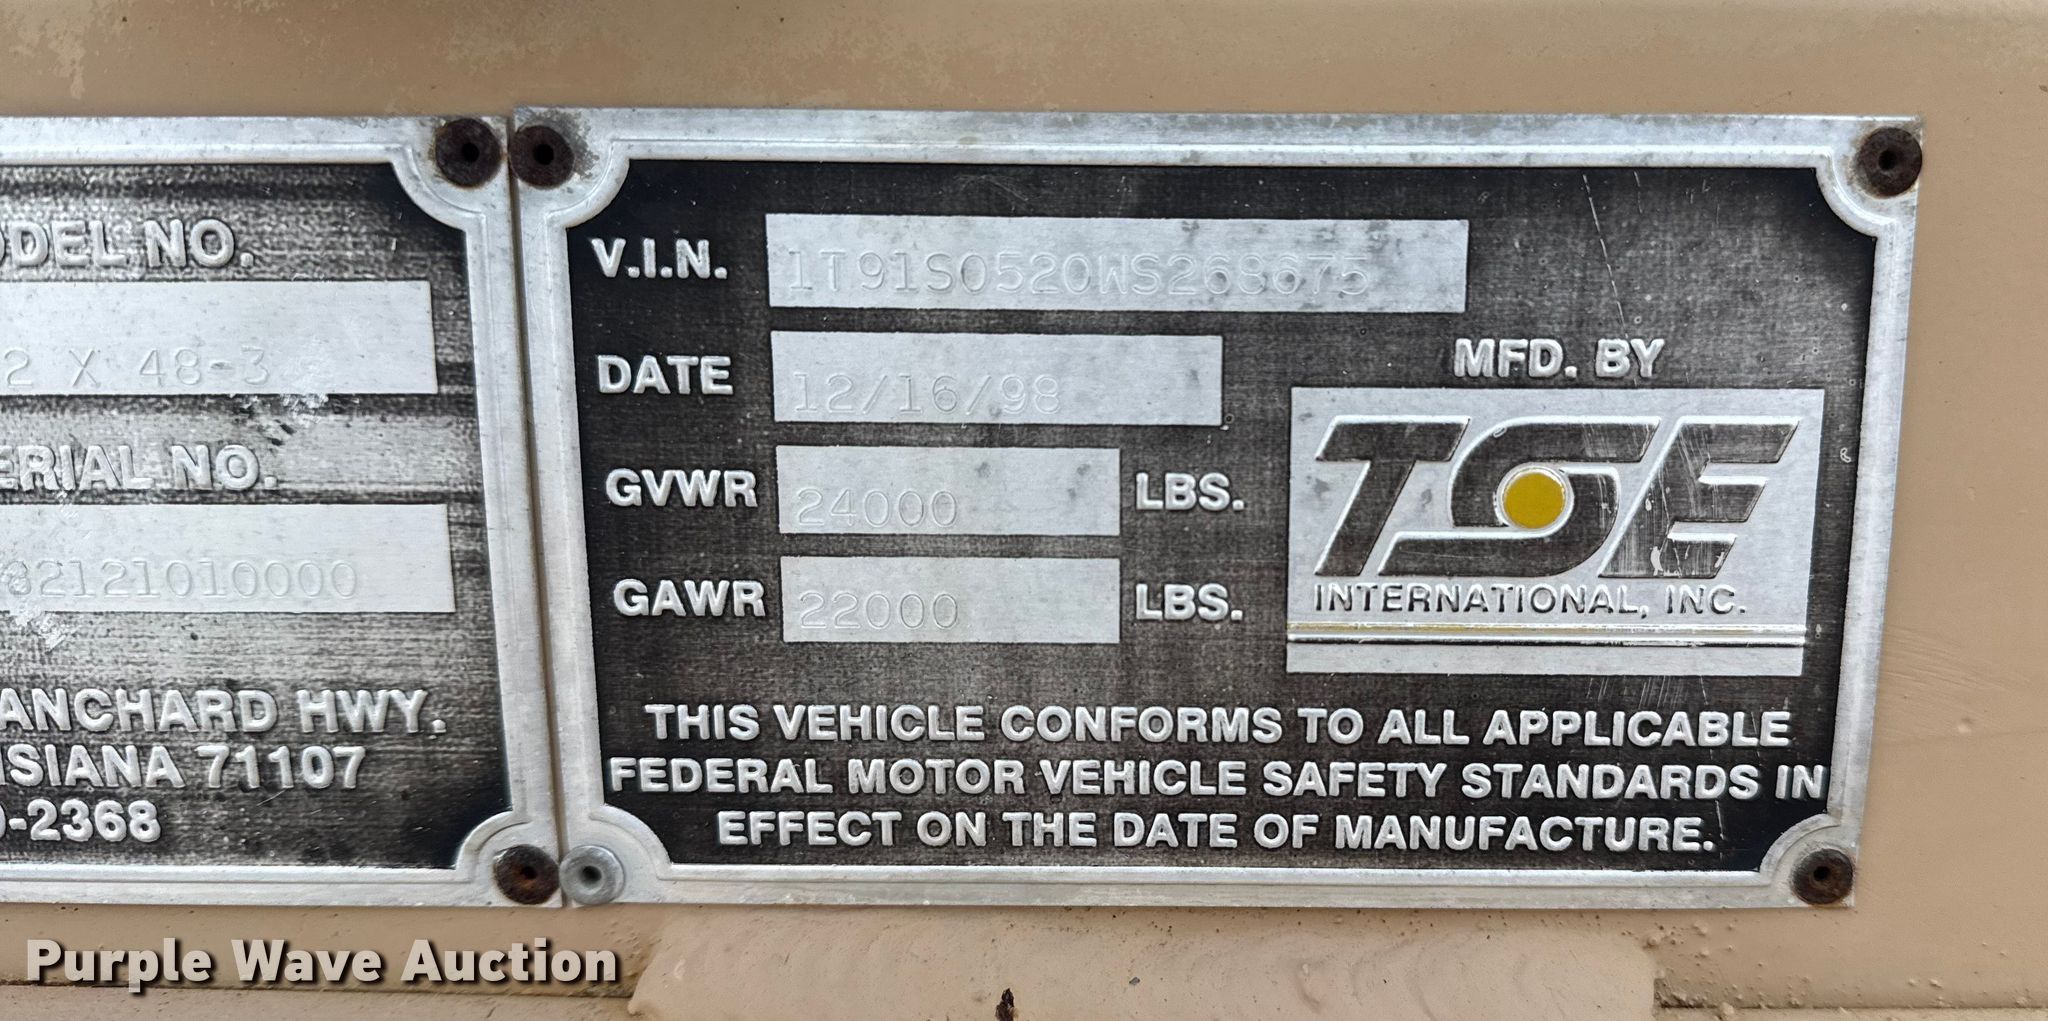 ODEL NO.
2 X 48-3
ERIAL NO.
82121010000
ANCHARD HWY.
ISIANA 71107
0-2368
V.I.N. 1T91S0520WS268675
DATE 12/16/98
GVWR 24000 LBS.
GAWR 22000 LBS.
MFD. BY
TSE
INTERNATIONAL, INC.
THIS VEHICLE CONFORMS TO ALL APPLICABLE
FEDERAL MOTOR VEHICLE SAFETY STANDARDS IN
EFFECT ON THE DATE OF MANUFACTURE.
Purple Wave Auction